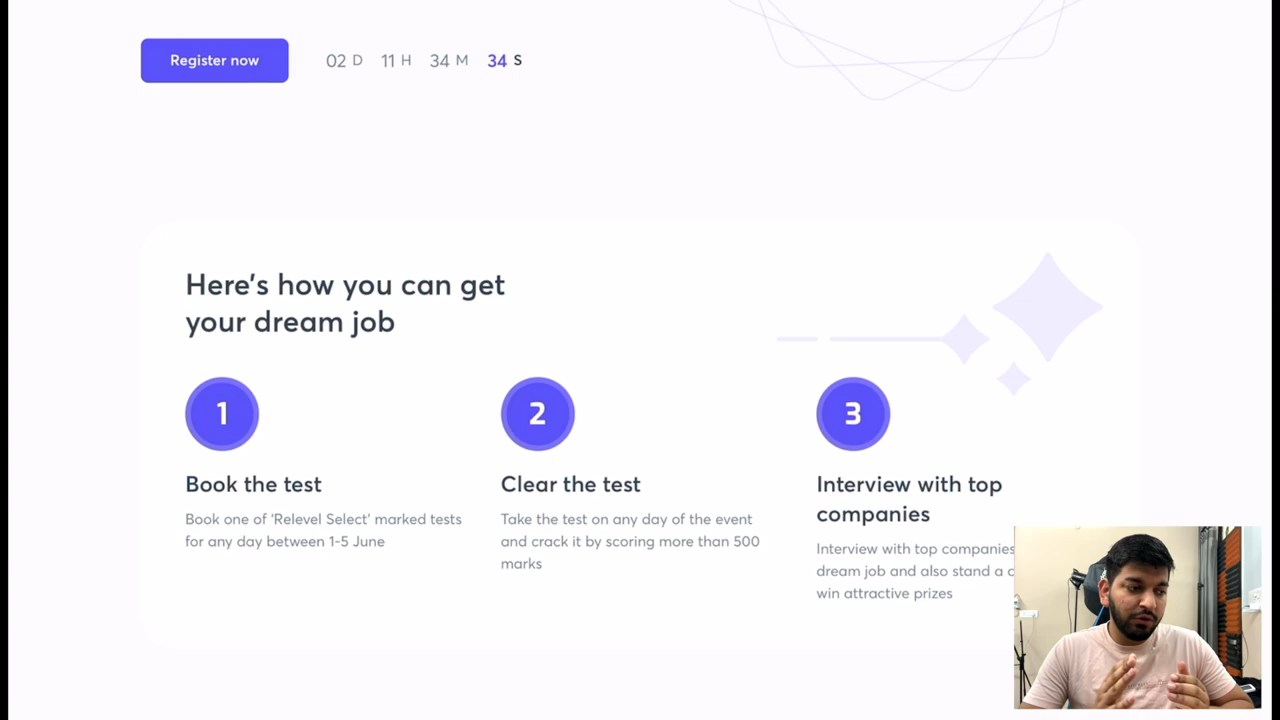 Register now
02 D 11 H 34 M 34 S
Here's how you can get
your dream job
1
2
3
Book the test
Book one of 'Relevel Select' marked tests
for any day between 1-5 June
Clear the test
Take the test on any day of the event
and crack it by scoring more than 500
marks
Interview with top
companies
Interview with top companies
dream job and also stand a
win attractive prizes